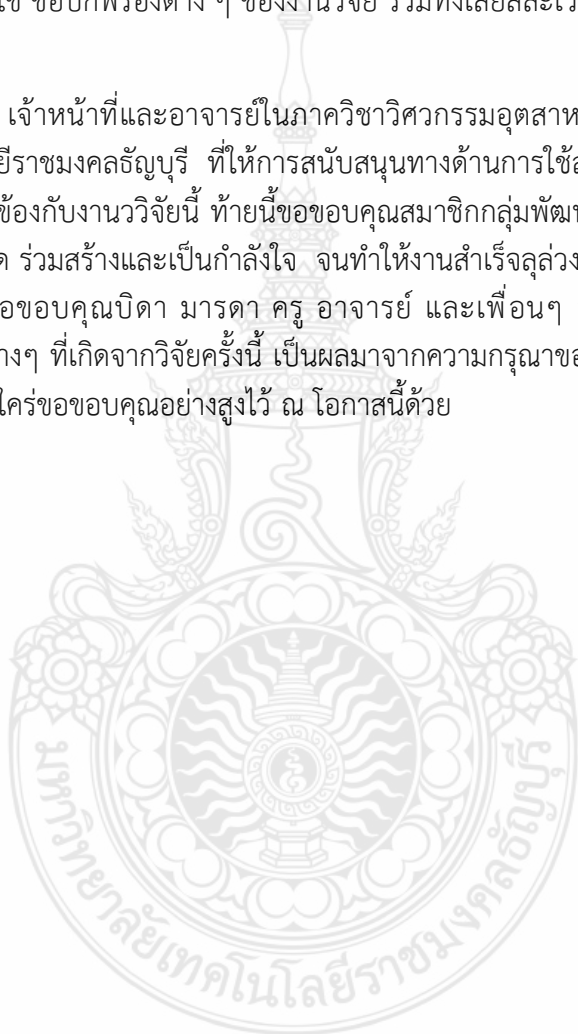 ข้อบกพร่องต่าง ๆ ของงานวิจัย รวมทั้งเสียสละเว
เจ้าหน้าที่และอาจารย์ในภาควิชาวิศวกรรมอุตสาห
ยีราชมงคลธัญบุรี ที่ให้การสนับสนุนทางด้านการใช้ส
ข้องกับงานววิจัยนี้ ท้ายนี้ขอขอบคุณสมาชิกกลุ่มพัฒ
ด ร่วมสร้างและเป็นกำลังใจ จนทำให้งานสำเร็จลุล่วง
อขอบคุณบิดา มารดา ครู อาจารย์ และเพื่อนๆ
างๆ ที่เกิดจากวิจัยครั้งนี้ เป็นผลมาจากความกรุณาขอ
ใคร่ขอขอบคุณอย่างสูงไว้ ณ โอกาสนี้ด้วย
มหาวิทยาลัยเทคโนโลยีราชมงคลธัญบุรี